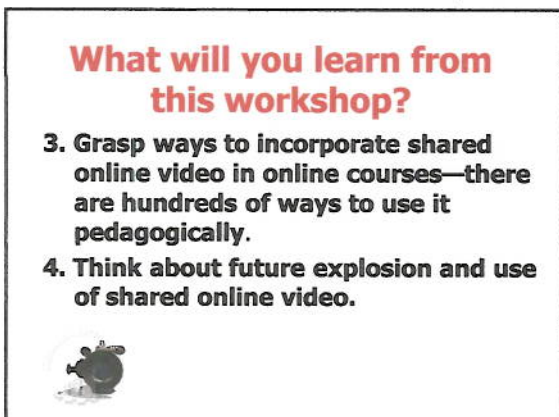 What will you learn from
this workshop?
3. Grasp ways to incorporate shared
online video in online courses—there
are hundreds of ways to use it
pedagogically.
4. Think about future explosion and use
of shared online video.